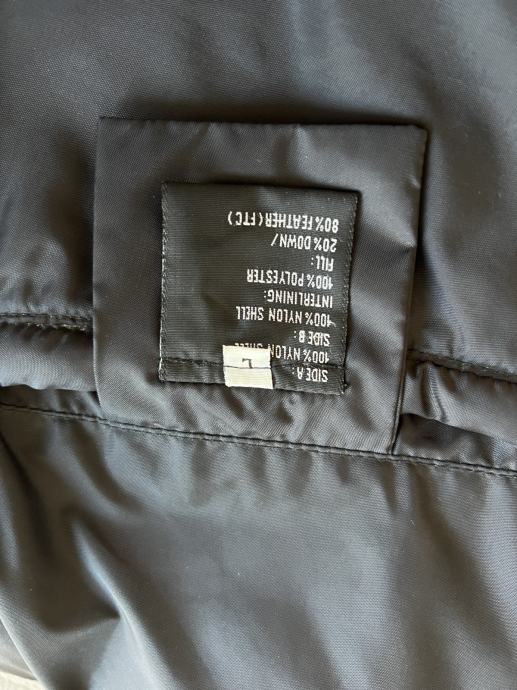 SIDE A:
100% NYLON SHELL
SIDE B:
100% NYLON SHELL
INTERLINING:
100% POLYESTER
FILL:
20% DOWN/
80% FEATHER (FTC)
L